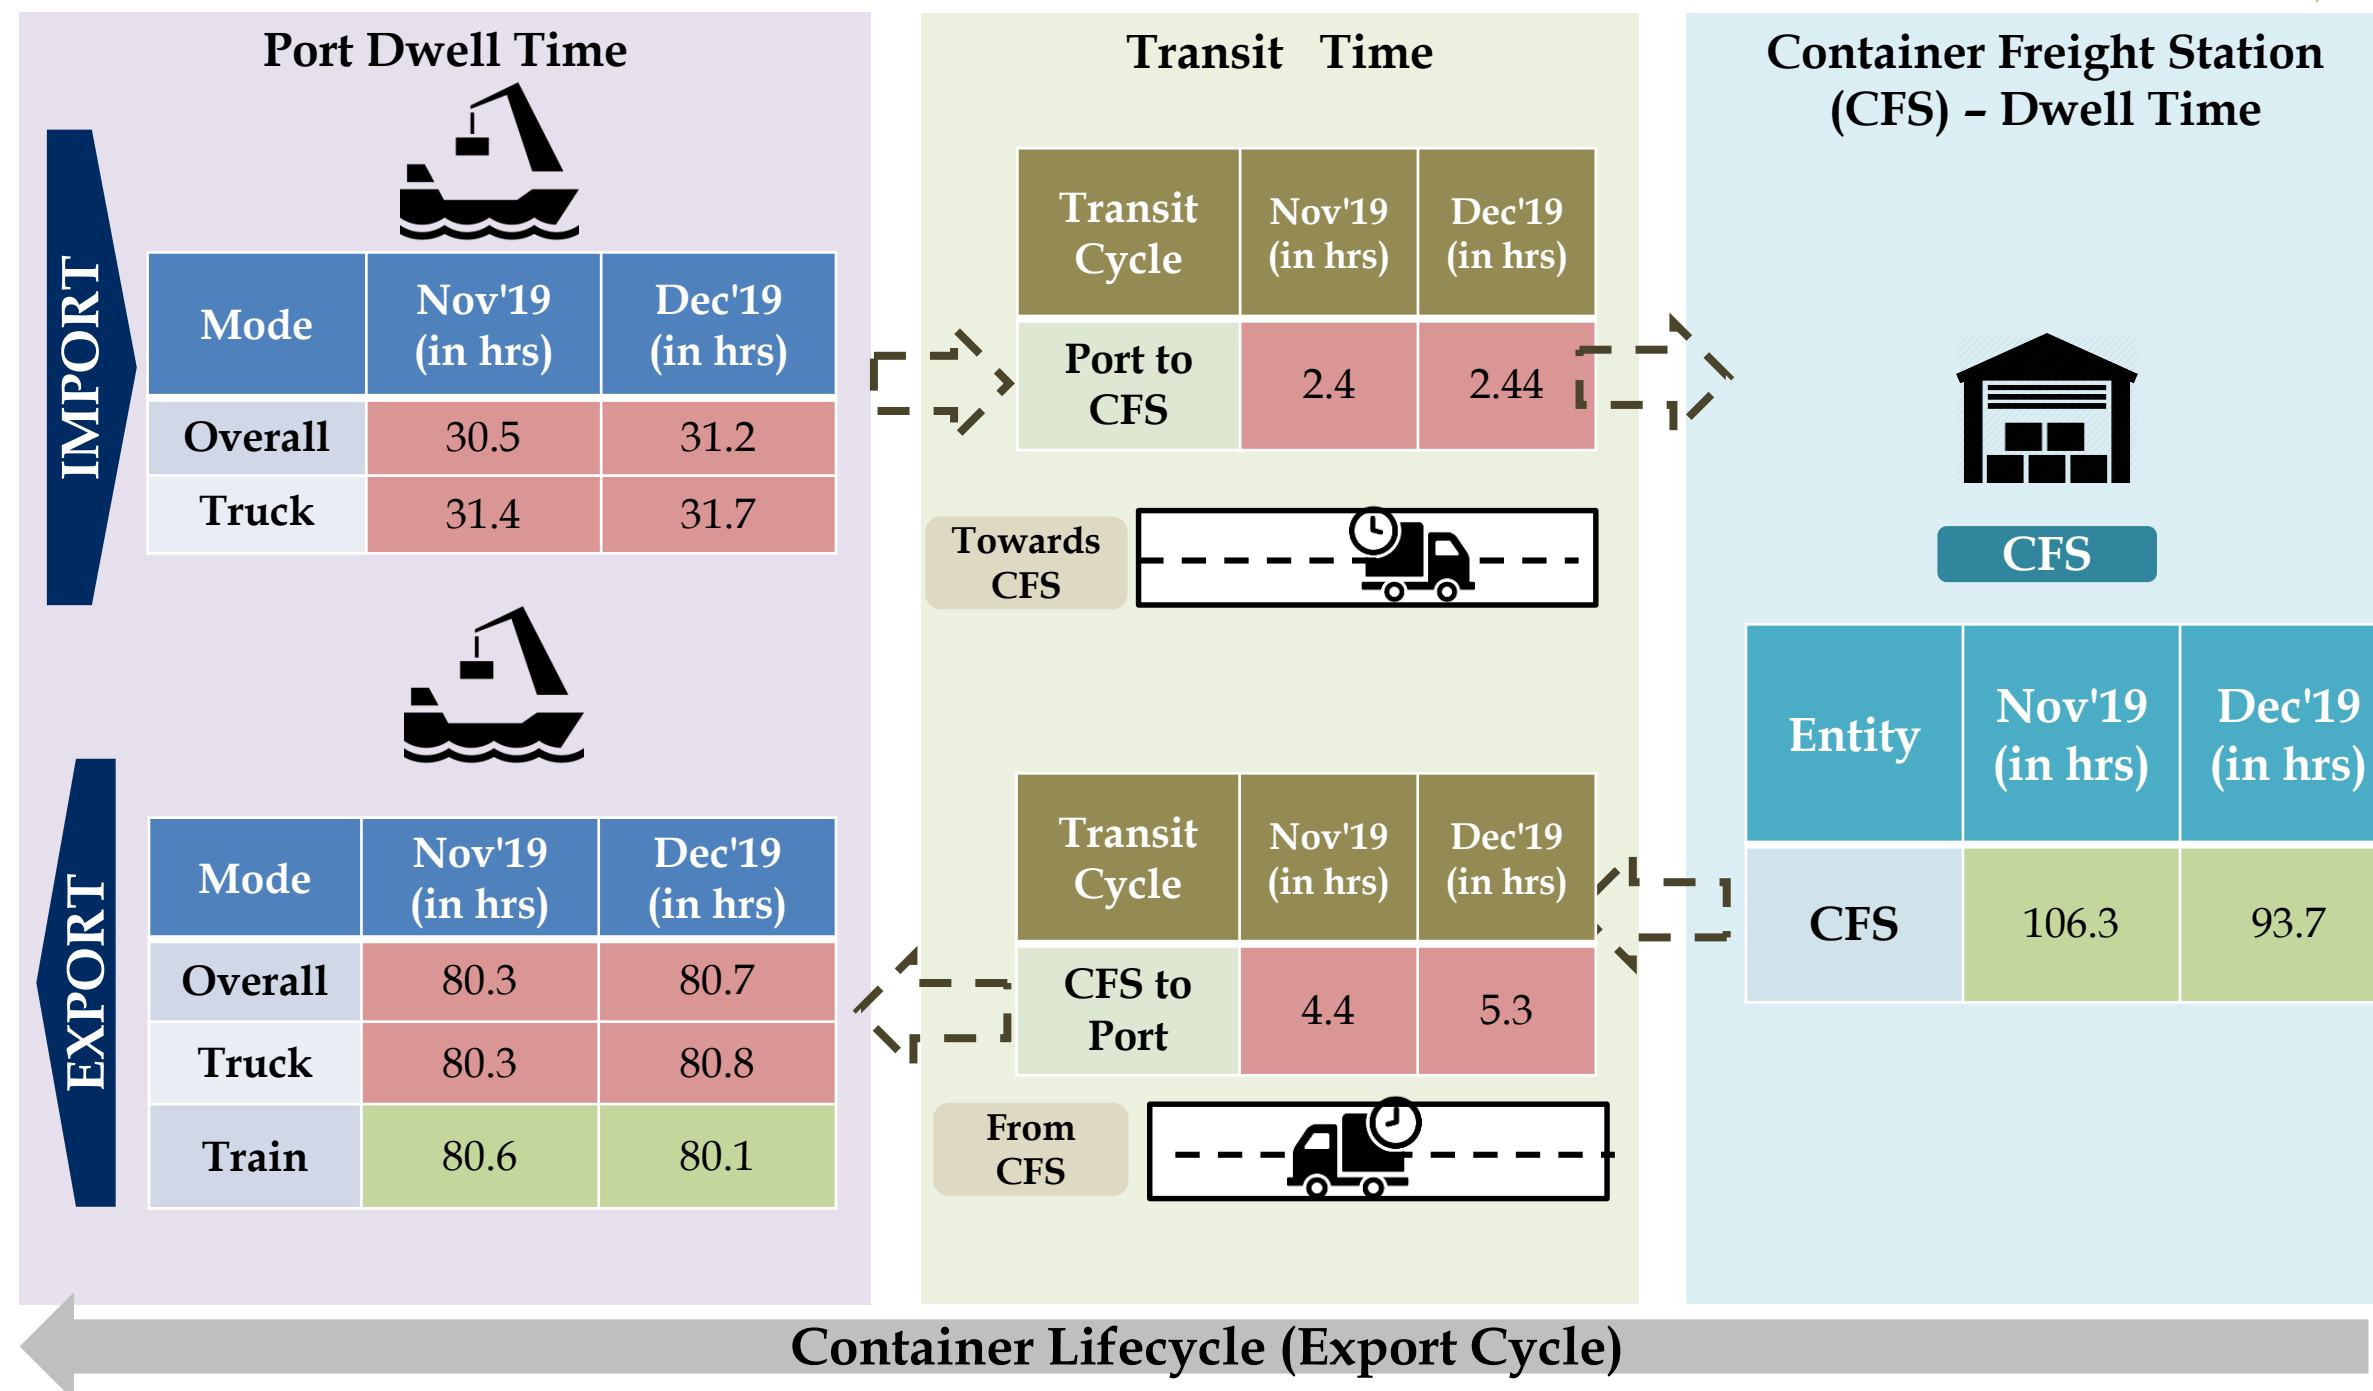 Port Dwell Time
IMPORT
Mode Nov'19 (in hrs) Dec'19 (in hrs)
Overall 30.5 31.2
Truck 31.4 31.7
EXPORT
Mode Nov'19 (in hrs) Dec'19 (in hrs)
Overall 80.3 80.7
Truck 80.3 80.8
Train 80.6 80.1
Transit Time
Transit Cycle Nov'19 (in hrs) Dec'19 (in hrs)
Port to CFS 2.4 2.44
Towards
CFS
Transit Cycle Nov'19 (in hrs) Dec'19 (in hrs)
CFS to Port 4.4 5.3
From
CFS
Container Freight Station
(CFS) – Dwell Time
CFS
Entity Nov'19 (in hrs) Dec'19 (in hrs)
CFS 106.3 93.7
Container Lifecycle (Export Cycle)